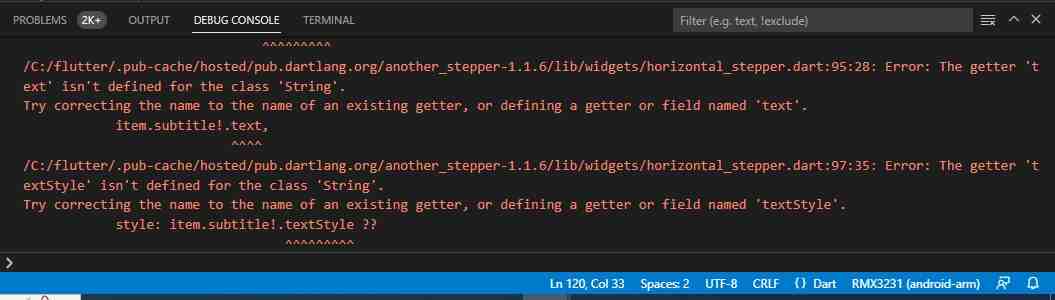 PROBLEMS 2K+ OUTPUT DEBUG CONSOLE TERMINAL Filter (e.g. text, !exclude)
^^^^^^^^^
/C:/flutter/.pub-cache/hosted/pub.dartlang.org/another_stepper-1.1.6/lib/widgets/horizontal_stepper.dart:95:28: Error: The getter 't
ext' isn't defined for the class 'String'.
Try correcting the name to the name of an existing getter, or defining a getter or field named 'text'.
item.subtitle!.text,
^^^^
/C:/flutter/.pub-cache/hosted/pub.dartlang.org/another_stepper-1.1.6/lib/widgets/horizontal_stepper.dart:97:35: Error: The getter 't
extStyle' isn't defined for the class 'String'.
Try correcting the name to the name of an existing getter, or defining a getter or field named 'textStyle'.
style: item.subtitle!.textStyle ??
^^^^^^^^^
Ln 120, Col 33 Spaces: 2 UTF-8 CRLF {} Dart RMX3231 (android-arm)